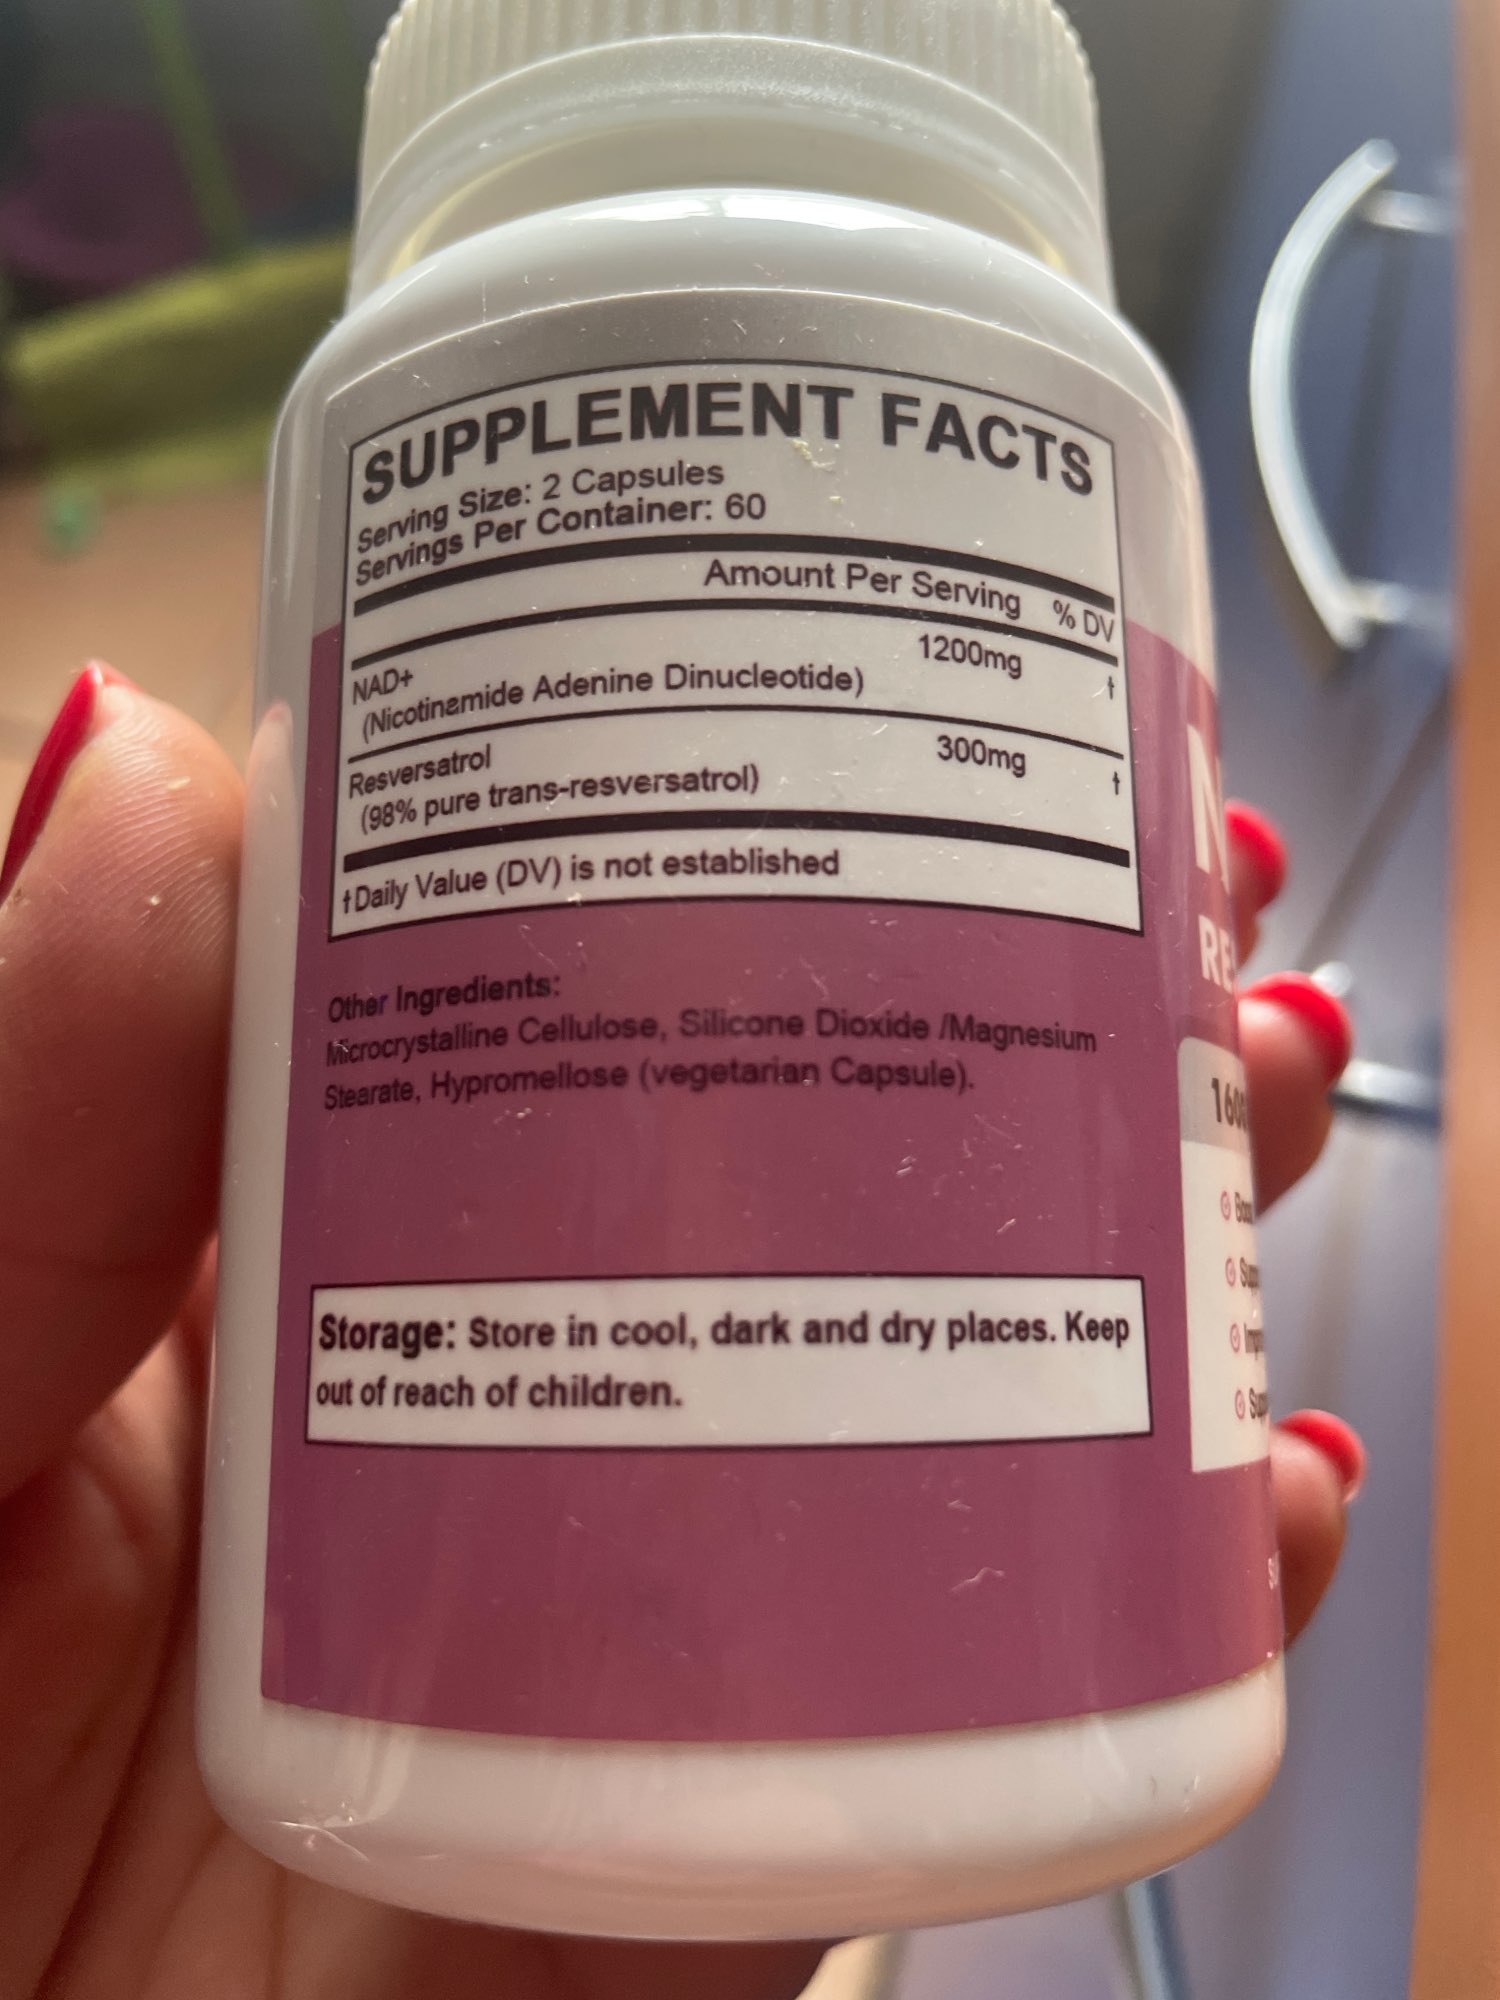 SUPPLEMENT FACTS
Serving Size: 2 Capsules
Servings Per Container: 60
Amount Per Serving % DV
NAD+ 1200mg †
(Nicotinamide Adenine Dinucleotide)
Resversatrol 300mg †
(98% pure trans-resversatrol)
†Daily Value (DV) is not established
Other Ingredients:
Microcrystalline Cellulose, Silicone Dioxide /Magnesium
Stearate, Hypromellose (vegetarian Capsule).
Storage: Store in cool, dark and dry places. Keep
out of reach of children.